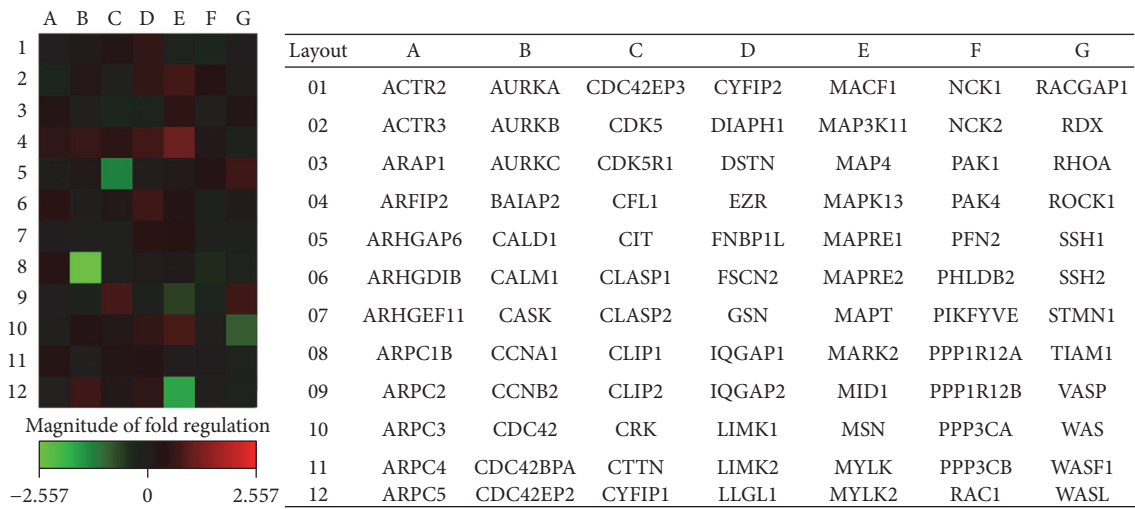 A B C D E F G
1
2
3
4
5
6
7
8
9
10
11
12
Magnitude of fold regulation
−2.557 0 2.557
Layout A B C D E F G
01 ACTR2 AURKA CDC42EP3 CYFIP2 MACF1 NCK1 RACGAP1
02 ACTR3 AURKB CDK5 DIAPH1 MAP3K11 NCK2 RDX
03 ARAP1 AURKC CDK5R1 DSTN MAP4 PAK1 RHOA
04 ARFIP2 BAIAP2 CFL1 EZR MAPK13 PAK4 ROCK1
05 ARHGAP6 CALD1 CIT FNBP1L MAPRE1 PFN2 SSH1
06 ARHGDIB CALM1 CLASP1 FSCN2 MAPRE2 PHLDB2 SSH2
07 ARHGEF11 CASK CLASP2 GSN MAPT PIKFYVE STMN1
08 ARPC1B CCNA1 CLIP1 IQGAP1 MARK2 PPP1R12A TIAM1
09 ARPC2 CCNB2 CLIP2 IQGAP2 MID1 PPP1R12B VASP
10 ARPC3 CDC42 CRK LIMK1 MSN PPP3CA WAS
11 ARPC4 CDC42BPA CTTN LIMK2 MYLK PPP3CB WASF1
12 ARPC5 CDC42EP2 CYFIP1 LLGL1 MYLK2 RAC1 WASL